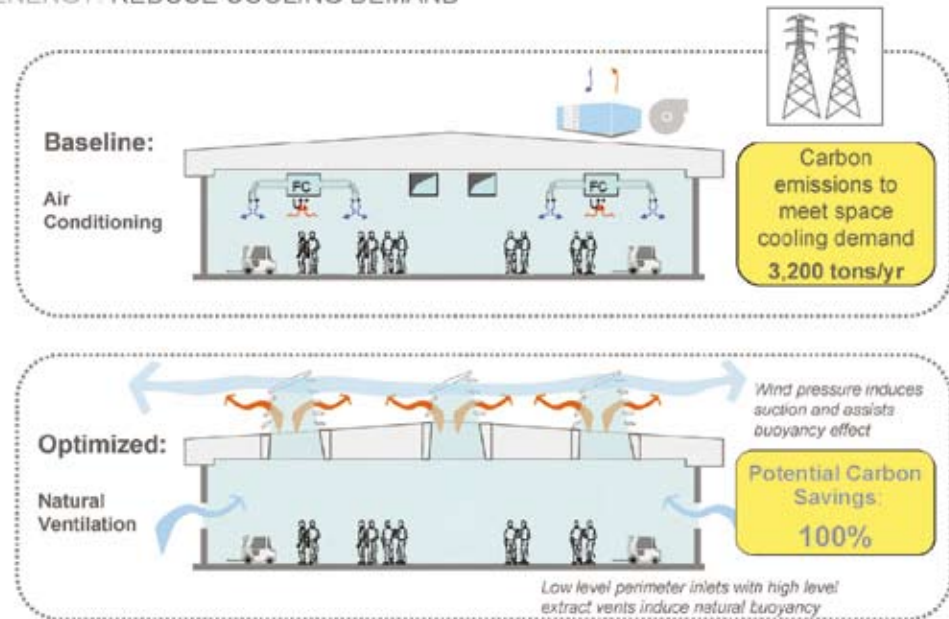 ENERGY: REDUCE COOLING DEMAND
Baseline:
Air
Conditioning
FC
FC
Carbon
emissions to
meet space
cooling demand
3,200 tons/yr
Wind pressure induces
suction and assists
buoyancy effect
Optimized:
Natural
Ventilation
Potential Carbon
Savings:
100%
Low level perimeter inlets with high level
extract vents induce natural buoyancy